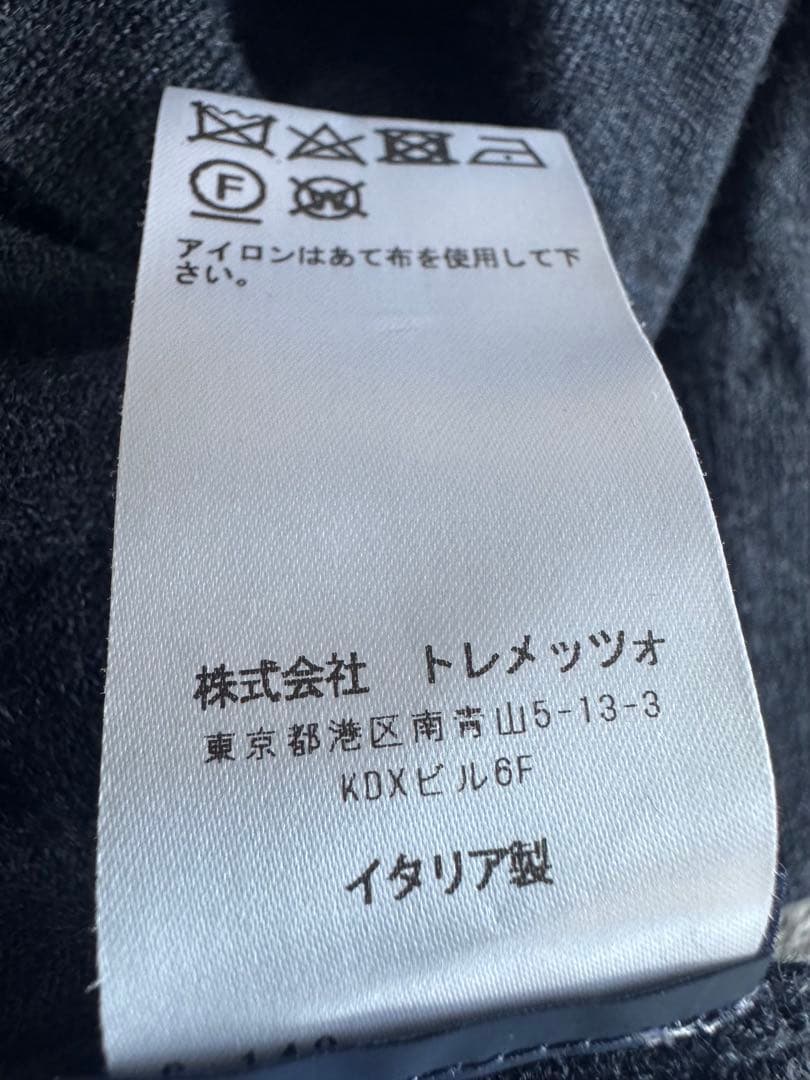 F W
アイロンはあて布を使用して下
さい。
株式会社 トレメッツォ
東京都港区南青山5-13-3
KDXビル6F
イタリア製